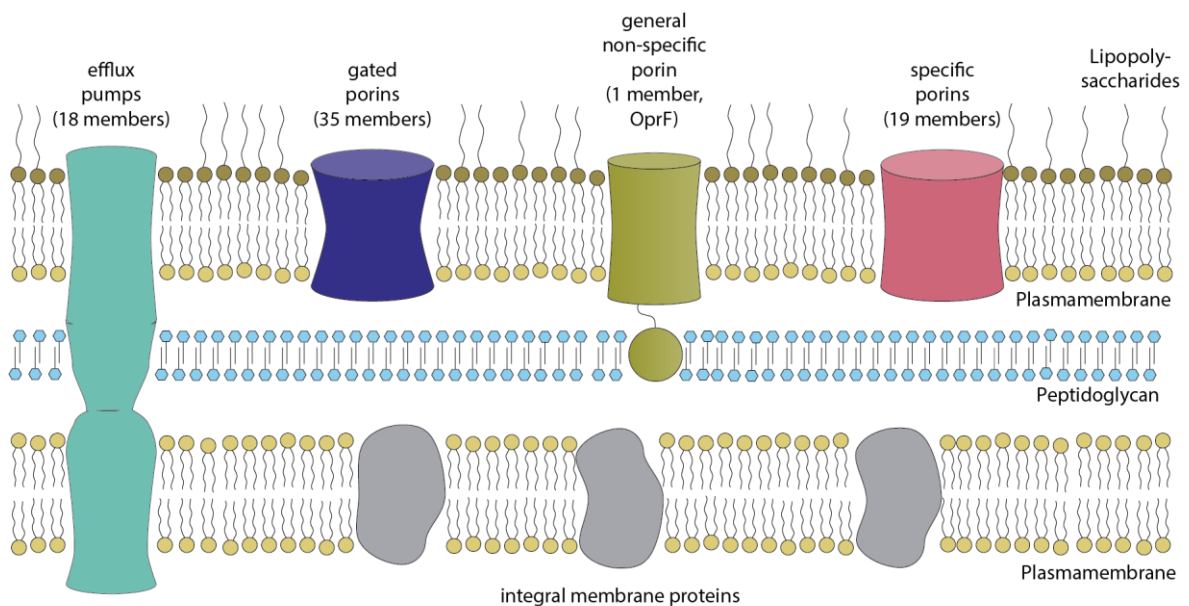 efflux
pumps
(18 members)
gated
porins
(35 members)
general
non-specific
porin
(1 member,
OprF)
specific
porins
(19 members)
Lipopoly-
saccharides
Plasmamembrane
Peptidoglycan
Plasmamembrane
integral membrane proteins